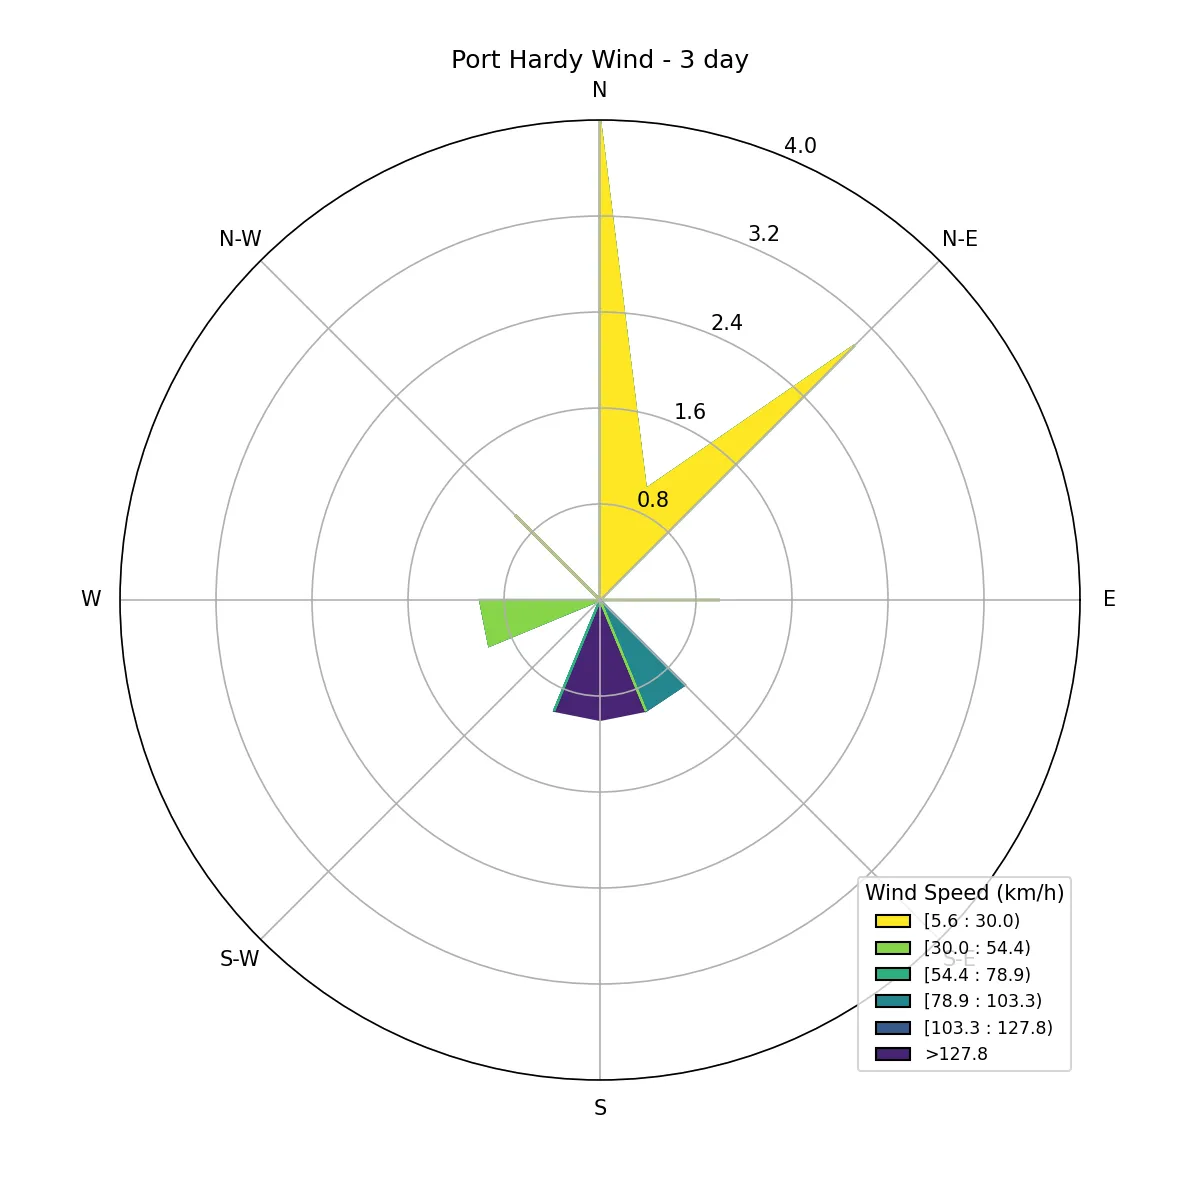 Port Hardy Wind - 3 day
N
4.0
N-W
3.2
N-E
2.4
1.6
0.8
W
E
Wind Speed (km/h)
[5.6 : 30.0)
[30.0 : 54.4)
S-W
S-E
[54.4 : 78.9)
[78.9 : 103.3)
[103.3 : 127.8)
>127.8
S